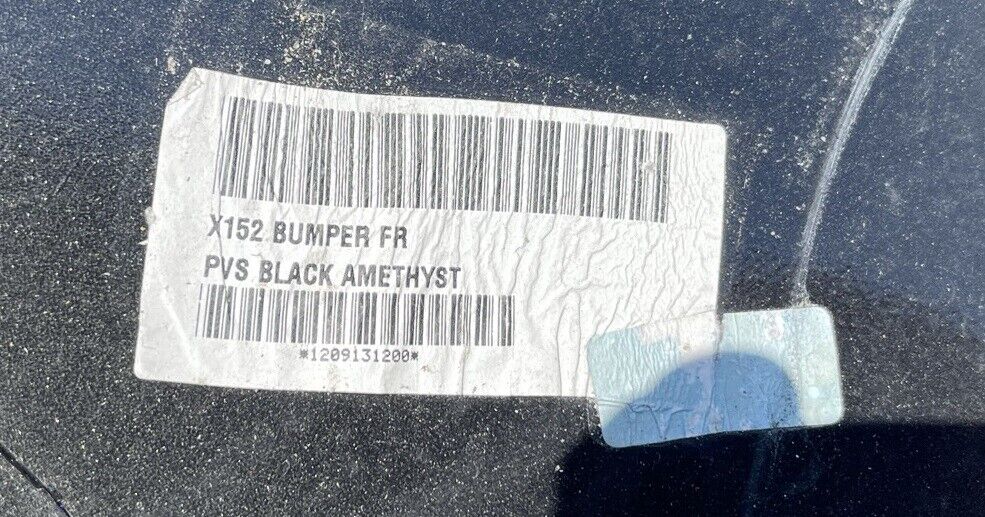 X152 BUMPER FR
PVS BLACK AMETHYST
*1209131200*